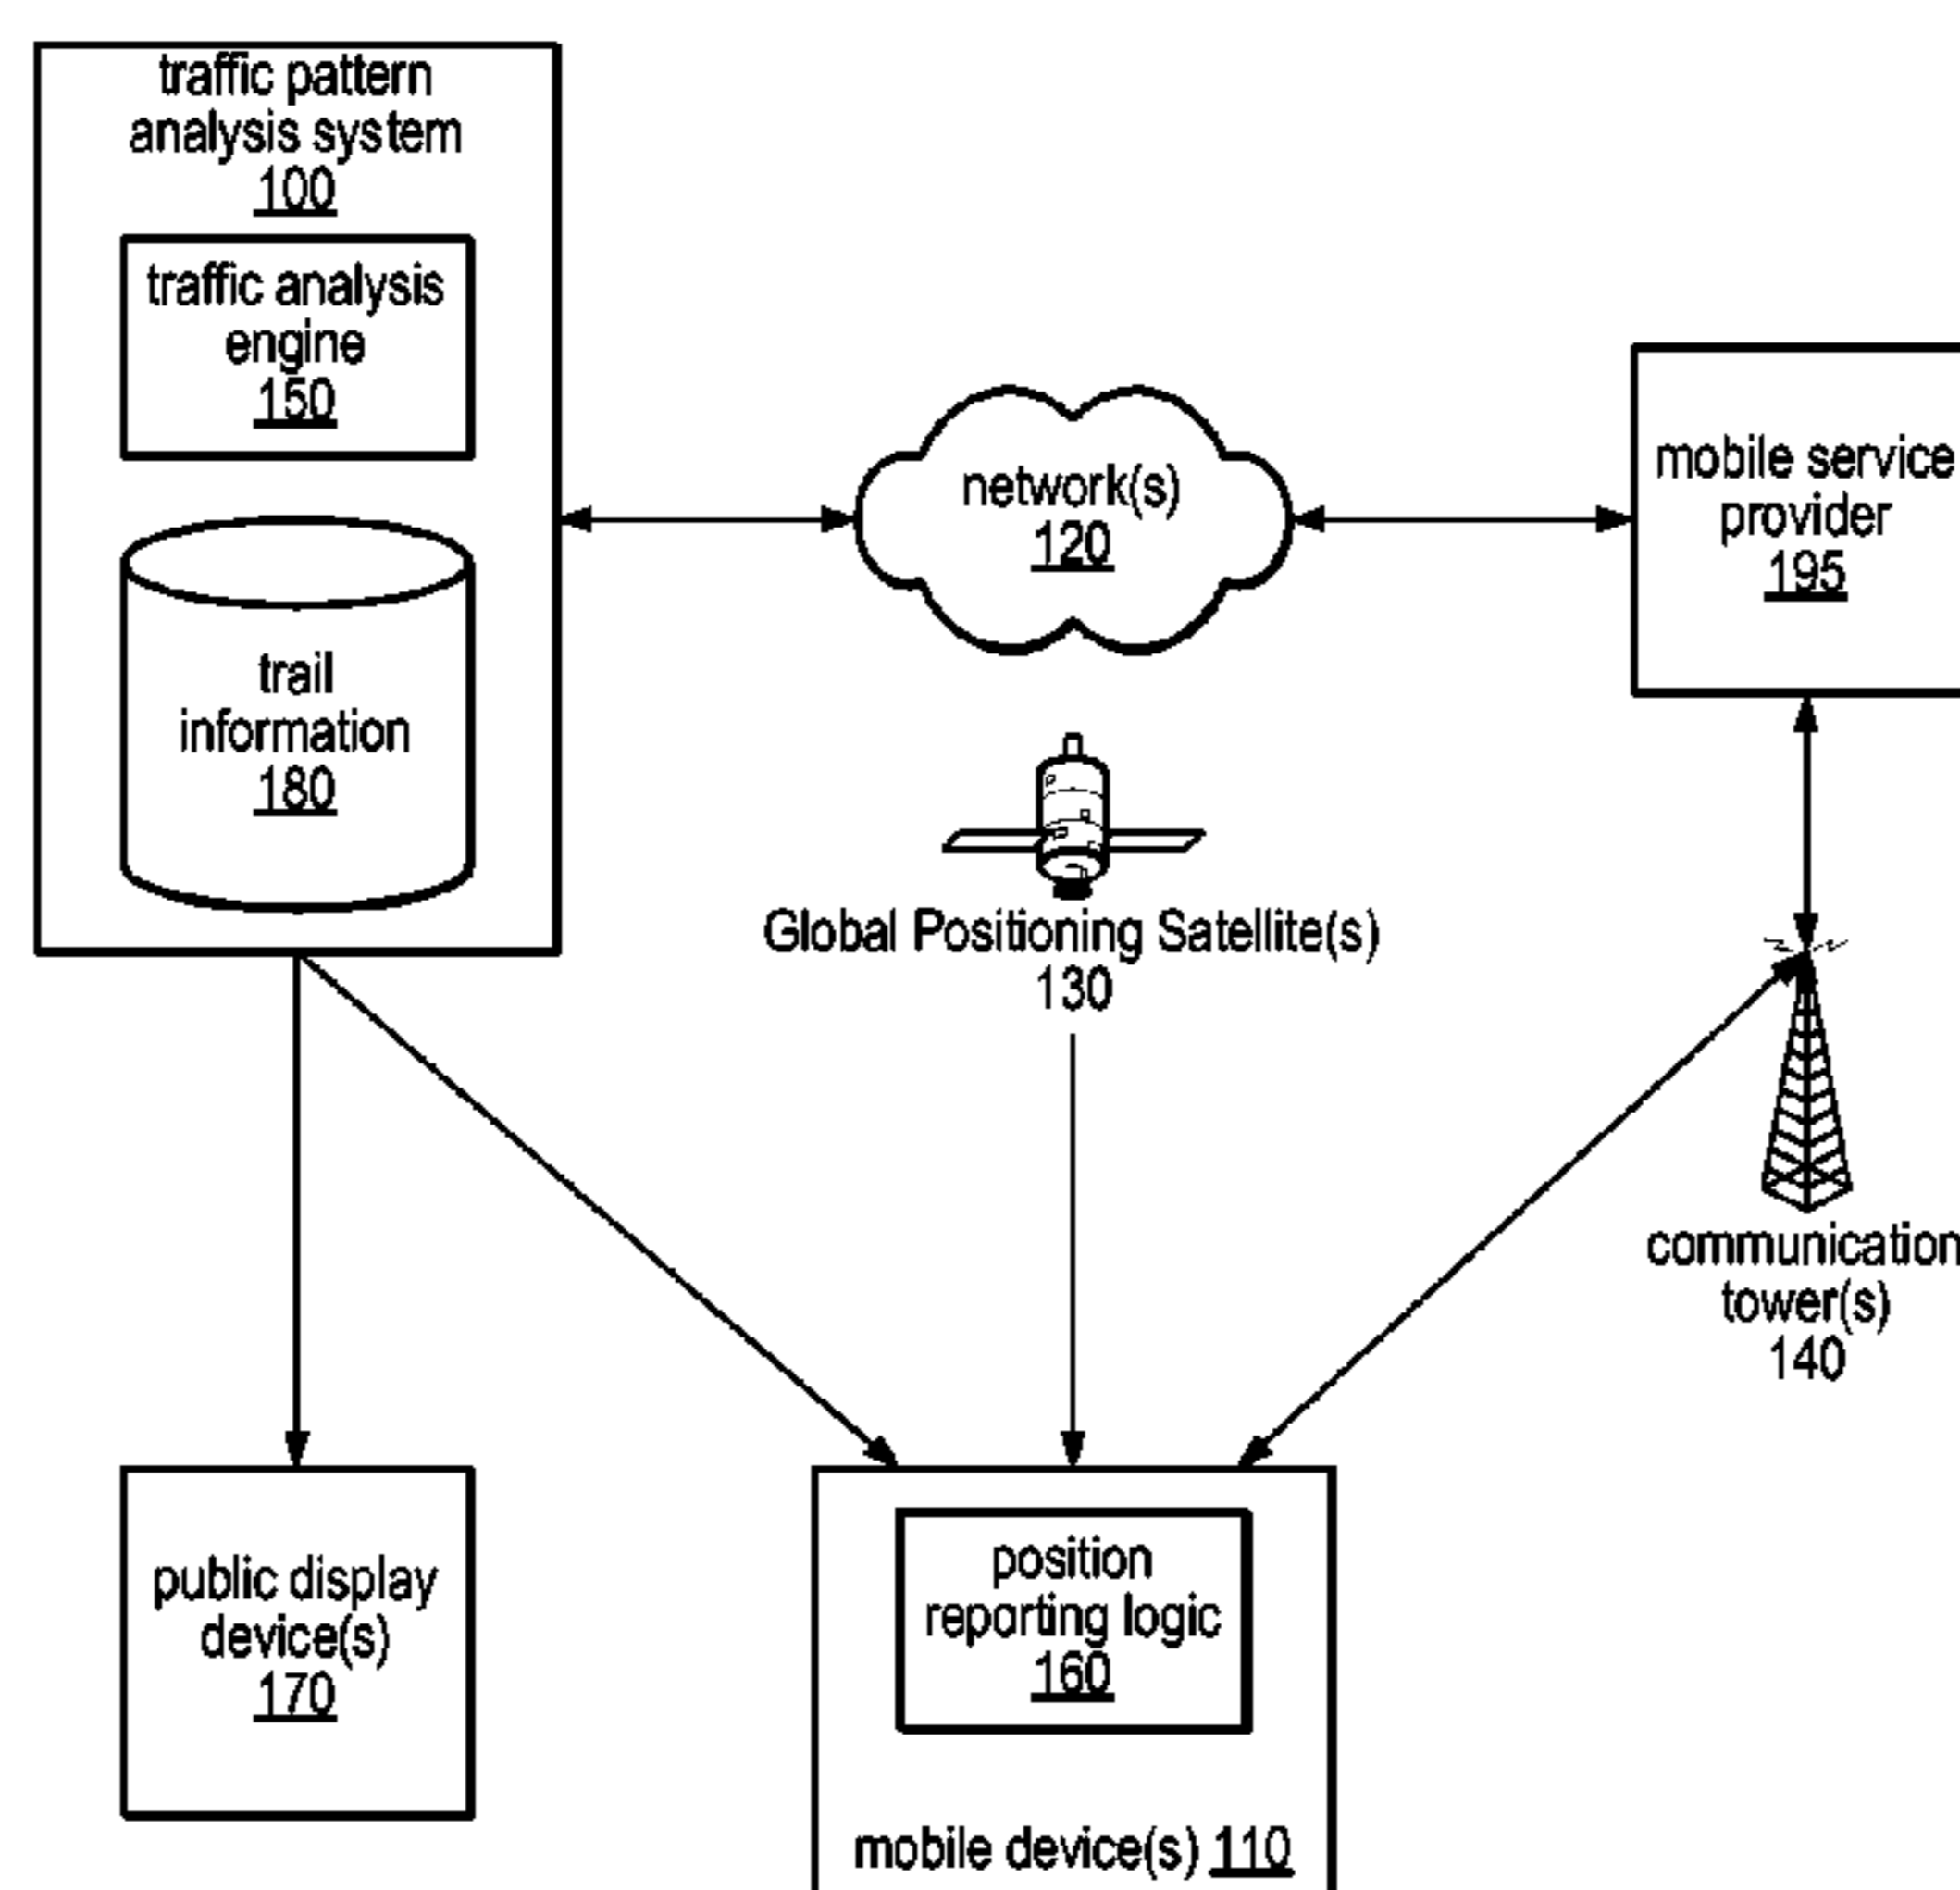 traffic pattern
analysis system
100
traffic analysis
engine
150
trail
information
180
network(s)
120
mobile service
provider
195
Global Positioning Satellite(s)
130
communication
tower(s)
140
public display
device(s)
170
position
reporting logic
160
mobile device(s) 110